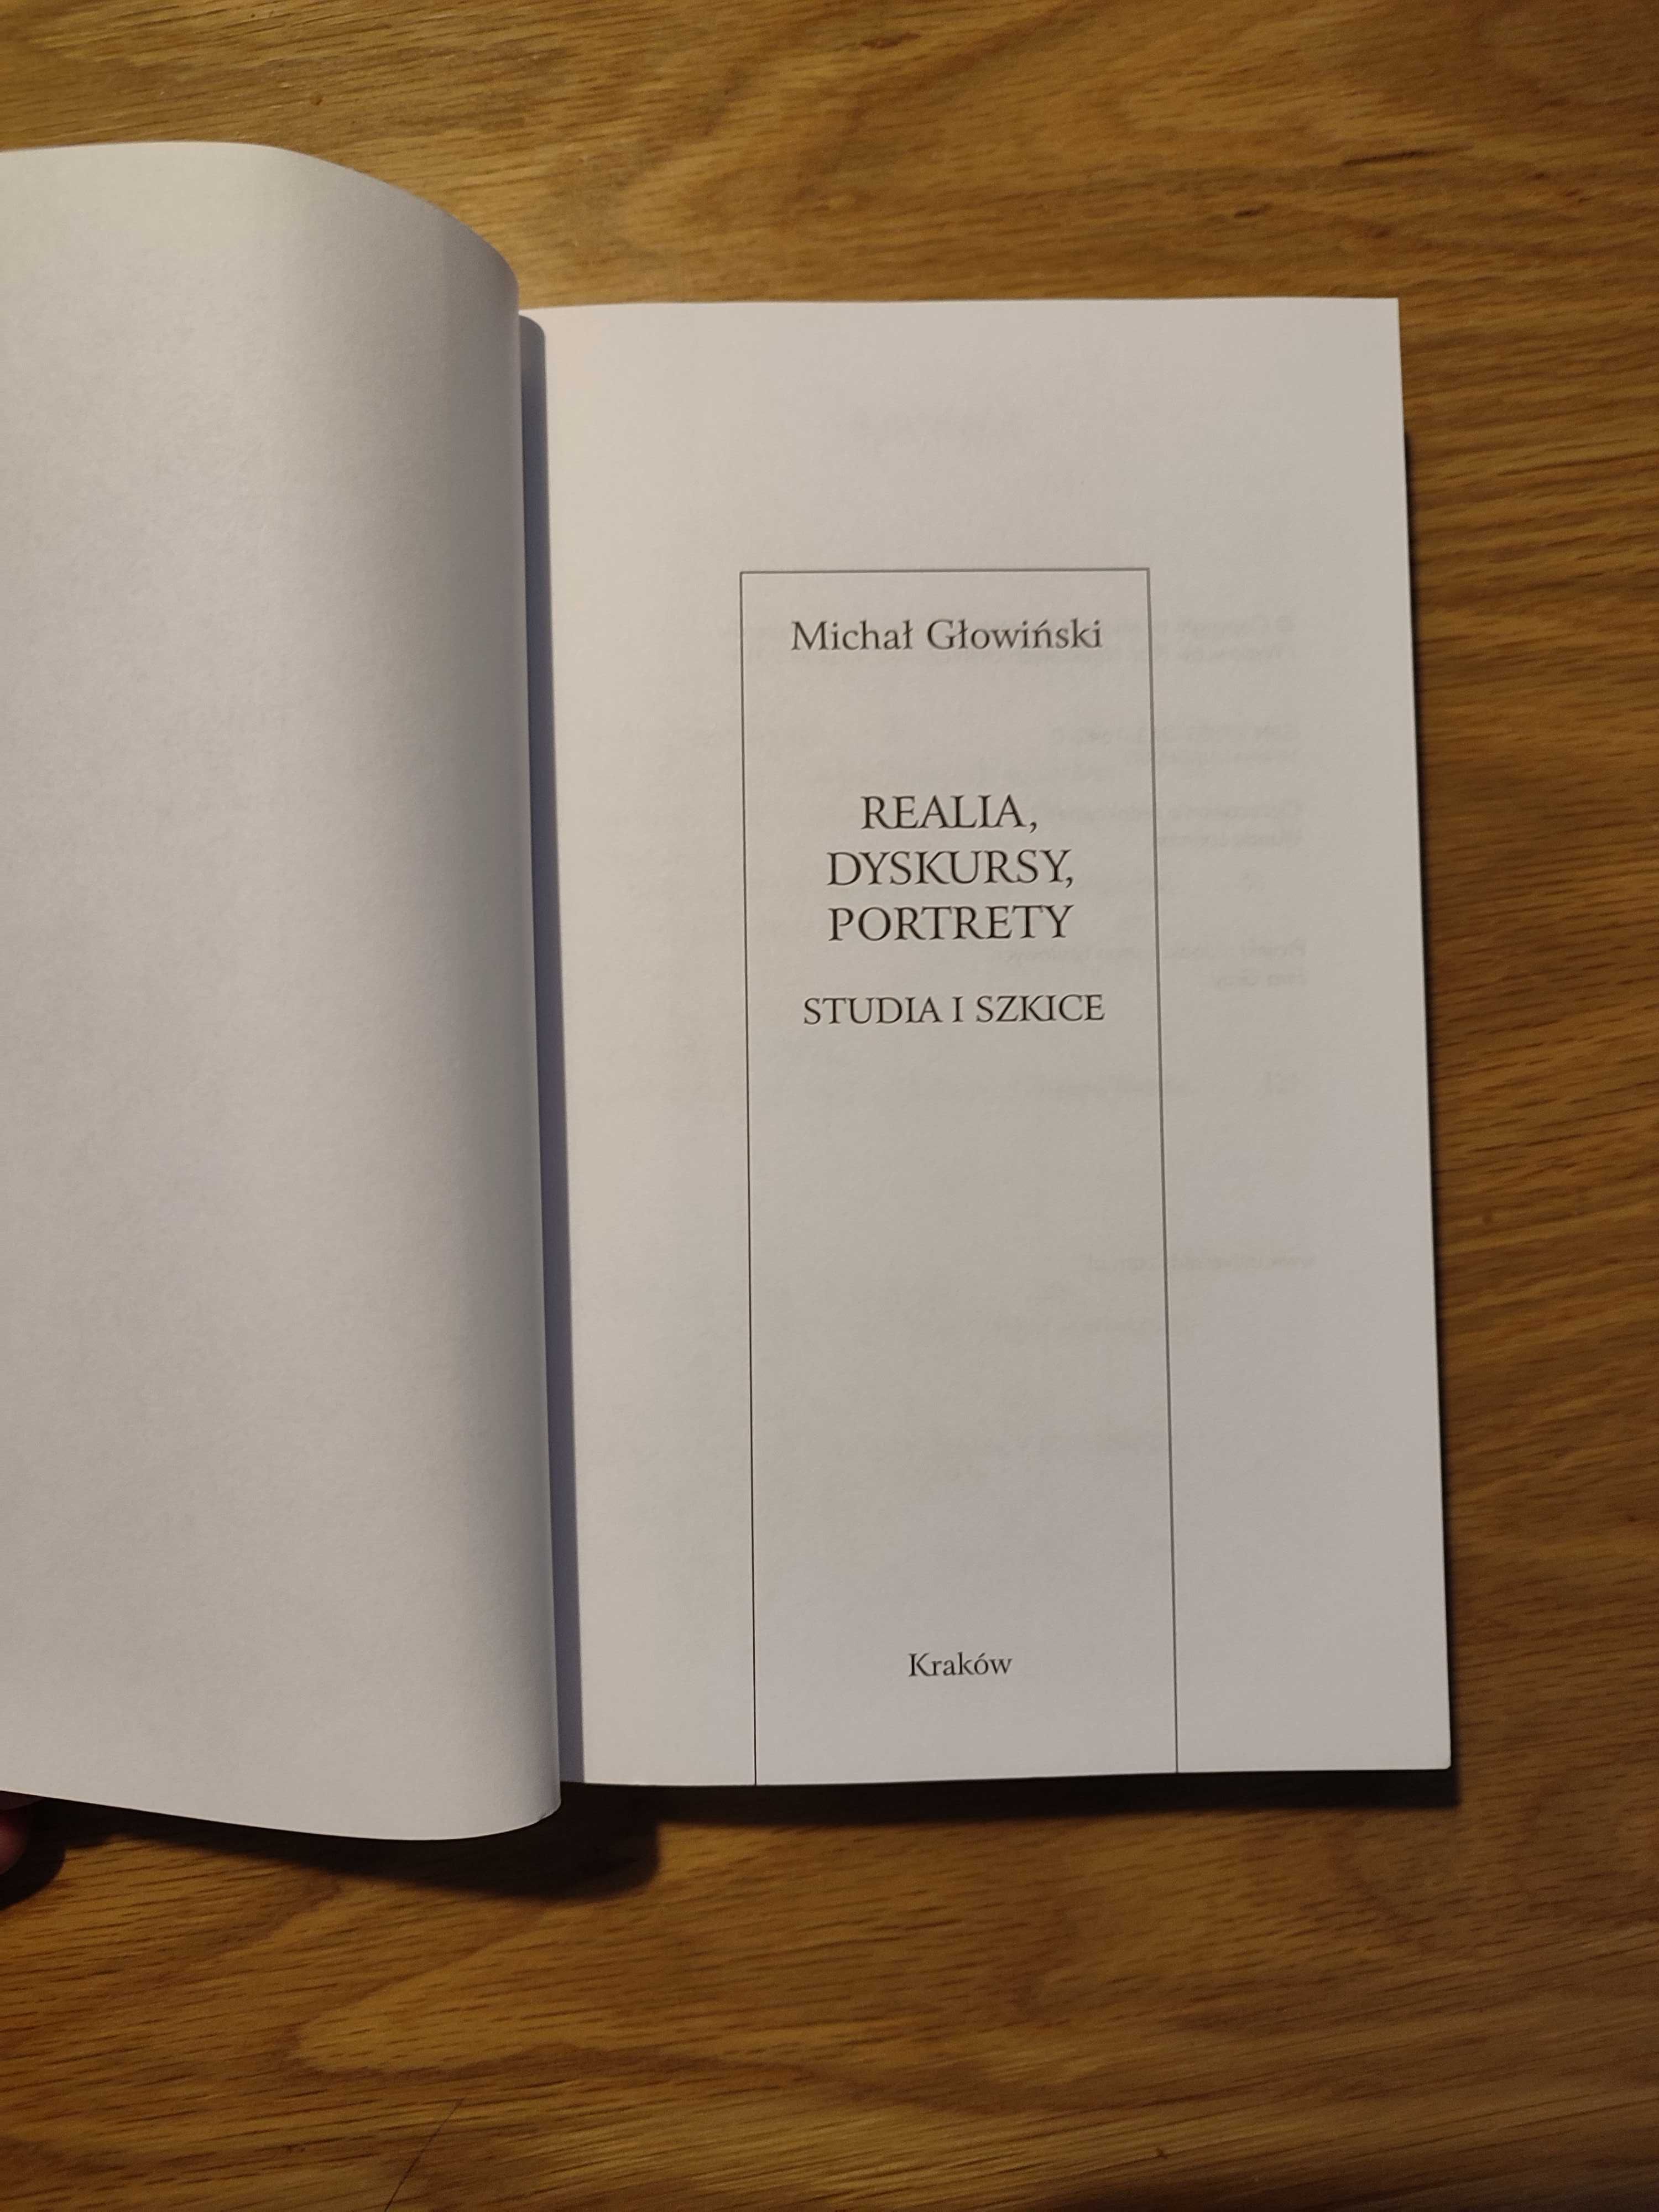 Michał Głowiński
REALIA,
DYSKURSY,
PORTRETY
STUDIA I SZKICE
Kraków